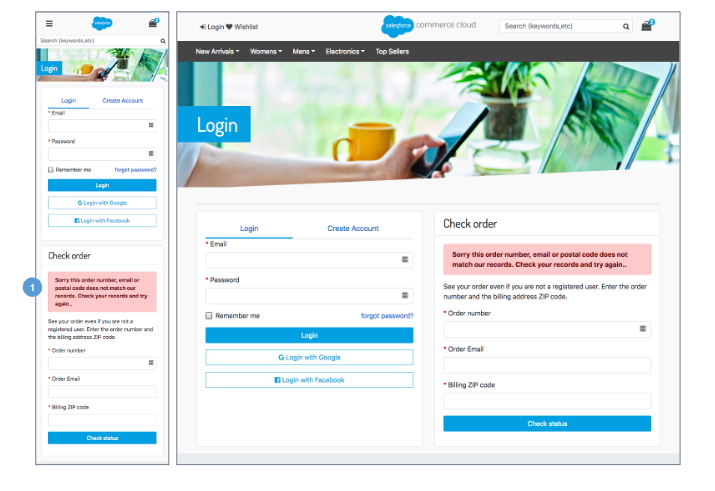 salesforce
Search (keywords,etc)
Login
Login Create Account
* Email
* Password
Remember me forgot password?
Login
G Login with Google
Login with Facebook
Check order
Sorry this order number, email or
postal code does not match our
records. Check your records and try
again..
See your order even if you are not a
registered user. Enter the order number and
the billing address ZIP code.
* Order number
* Order Email
* Billing ZIP code
Check status
1
Login Wishlist
salesforce commerce cloud
Search (keywords,etc)
New Arrivals Womens Mens Electronics Top Sellers
Login
Login Create Account
* Email
* Password
Remember me forgot password?
Login
G Login with Google
Login with Facebook
Check order
Sorry this order number, email or postal code does not
match our records. Check your records and try again..
See your order even if you are not a registered user. Enter the order
number and the billing address ZIP code.
* Order number
* Order Email
* Billing ZIP code
Check status